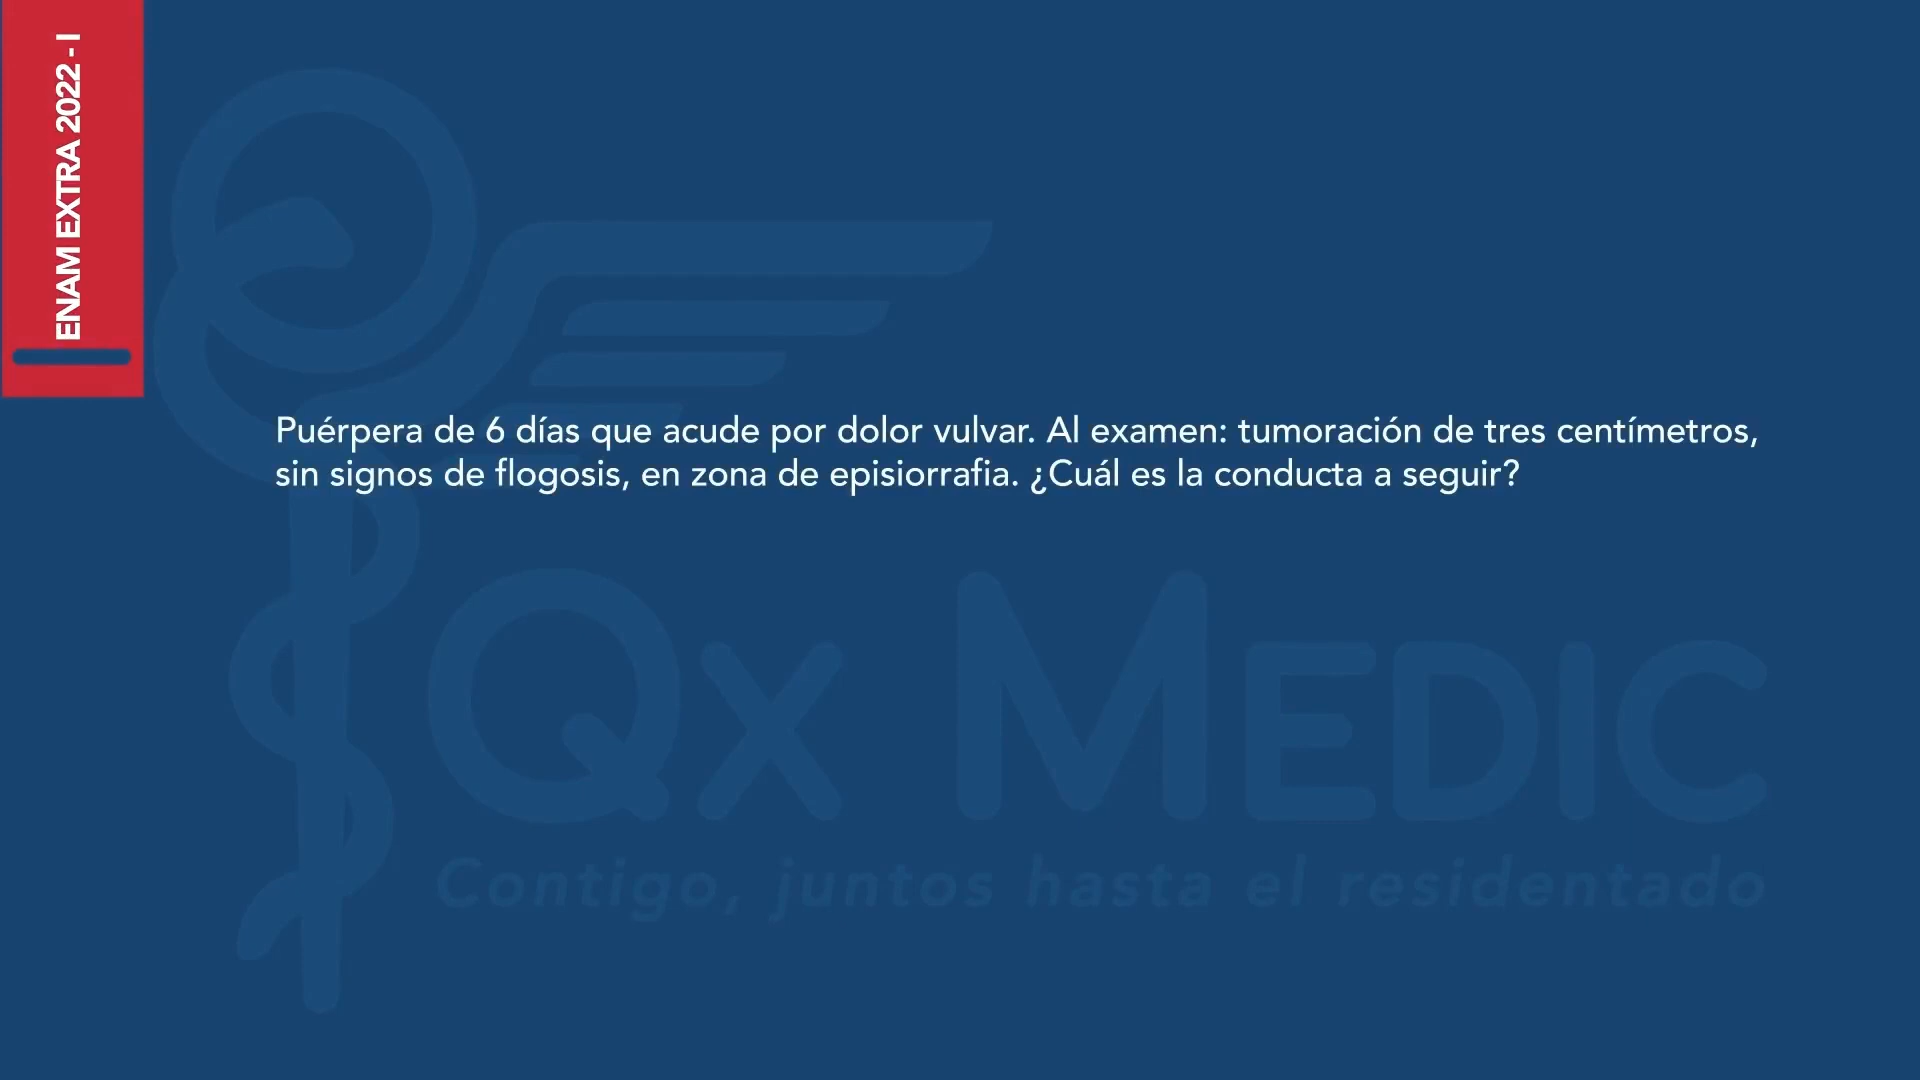 ENAM EXTRA 2022 - I
Puérpera de 6 días que acude por dolor vulvar. Al examen: tumoración de tres centímetros,
sin signos de flogosis, en zona de episiorrafia. ¿Cuál es la conducta a seguir?
QX MEDIC
Contigo, juntos hasta el residentado